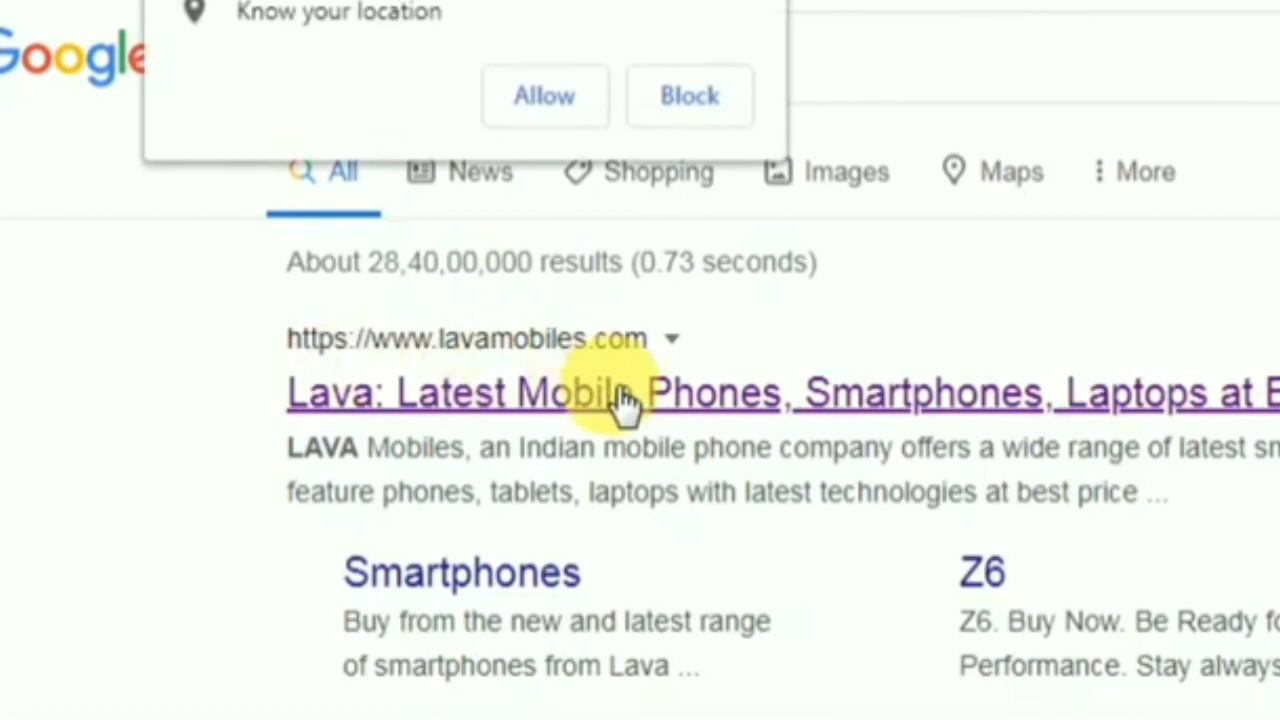 Know your location
Google
Allow Block
All News Shopping Images Maps More
About 28,40,00,000 results (0.73 seconds)
https://www.lavamobiles.com
Lava: Latest Mobile Phones, Smartphones, Laptops at
LAVA Mobiles, an Indian mobile phone company offers a wide range of latest
feature phones, tablets, laptops with latest technologies at best price ...
Smartphones Z6
Buy from the new and latest range Z6. Buy Now. Be Ready
of smartphones from Lava ... Performance. Stay always